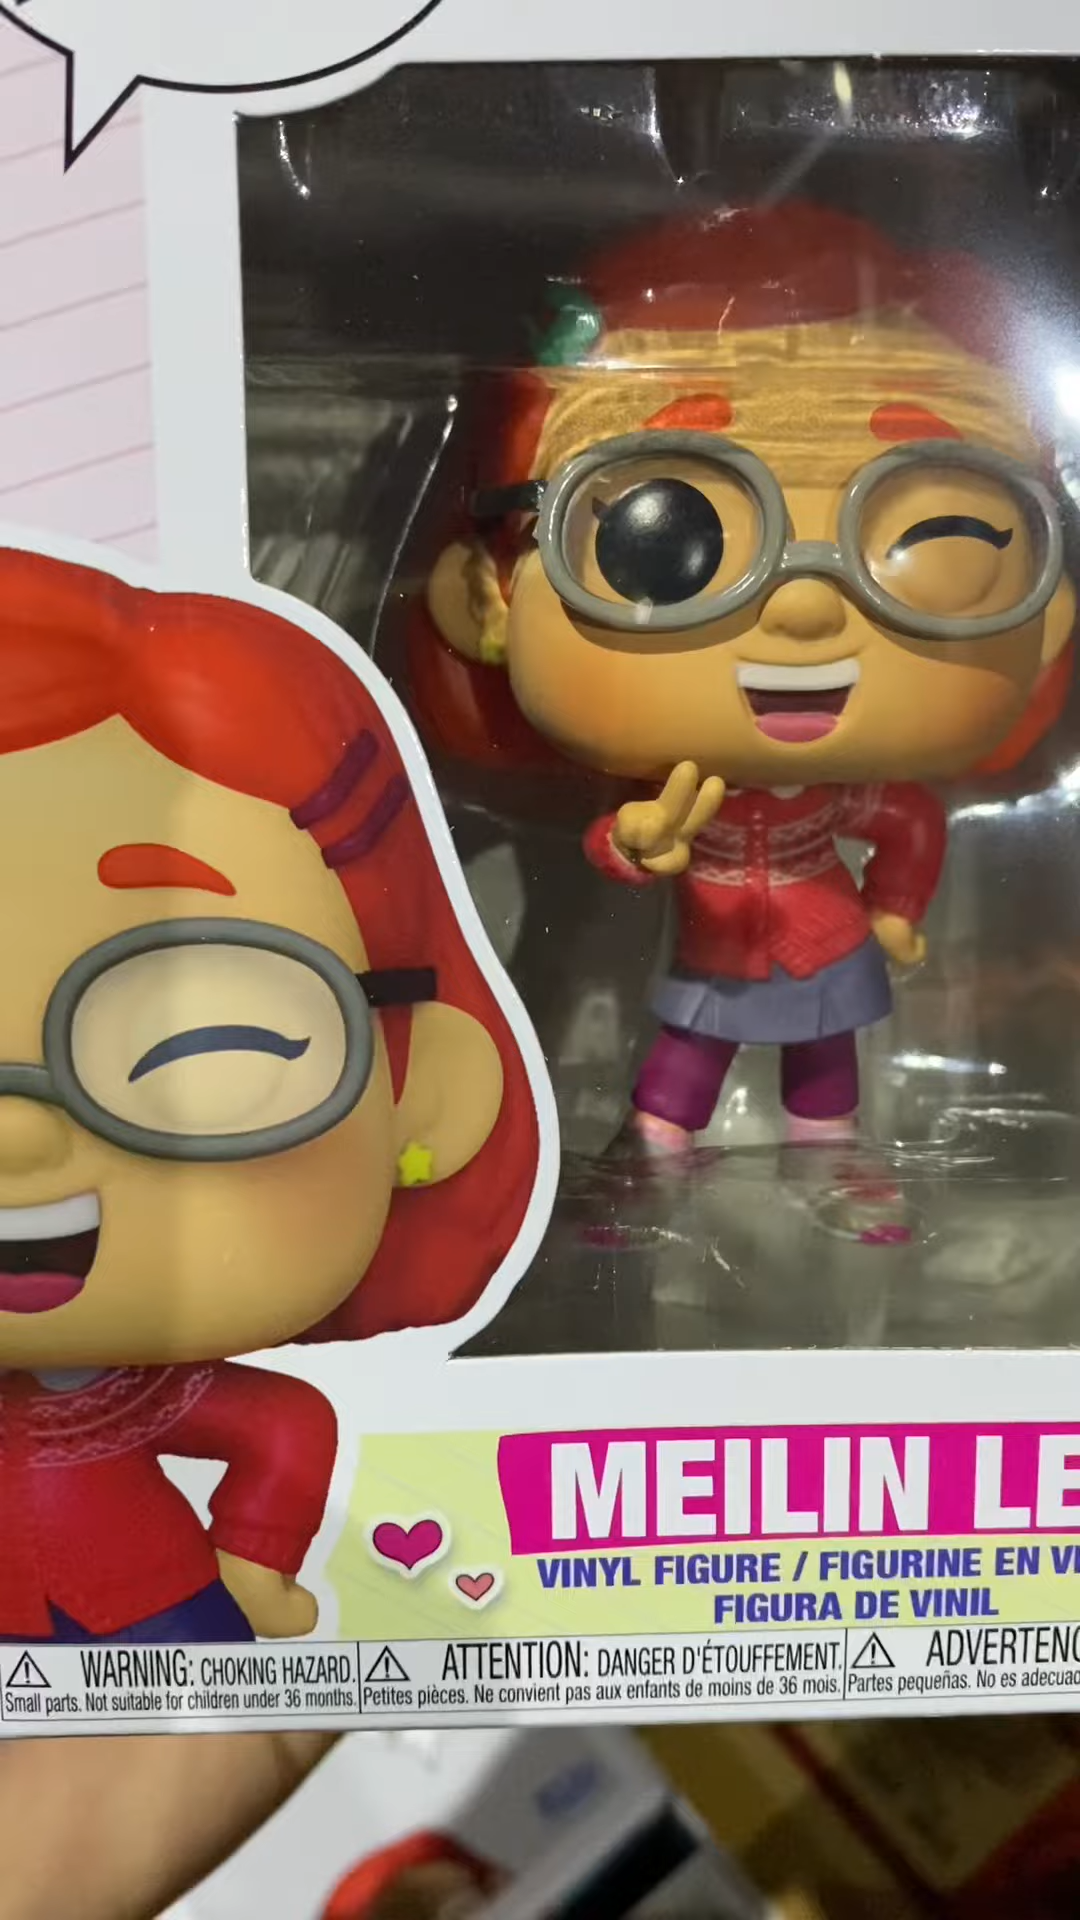 MEILIN LE
VINYL FIGURE / FIGURINE EN VI
FIGURA DE VINIL
WARNING: CHOKING HAZARD.
Small parts. Not suitable for children under 36 months.
ATTENTION: DANGER D'ÉTOUFFEMENT.
Petites pièces. Ne convient pas aux enfants de moins de 36 mois.
ADVERTENC
Partes pequeñas. No es adecuad